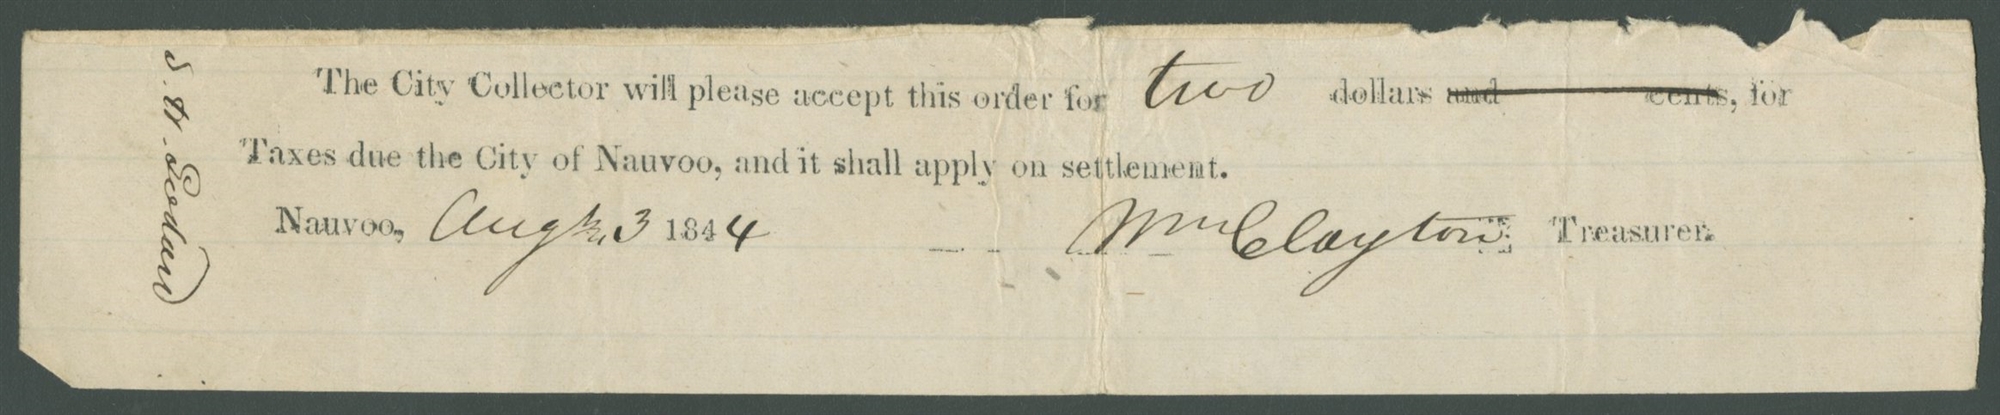 The City Collector will please accept this order for two dollars and cents, for
Taxes due the City of Nauvoo, and it shall apply on settlement.
Nauvoo, Augt. 3 1844 Wm Clayton Treasurer.